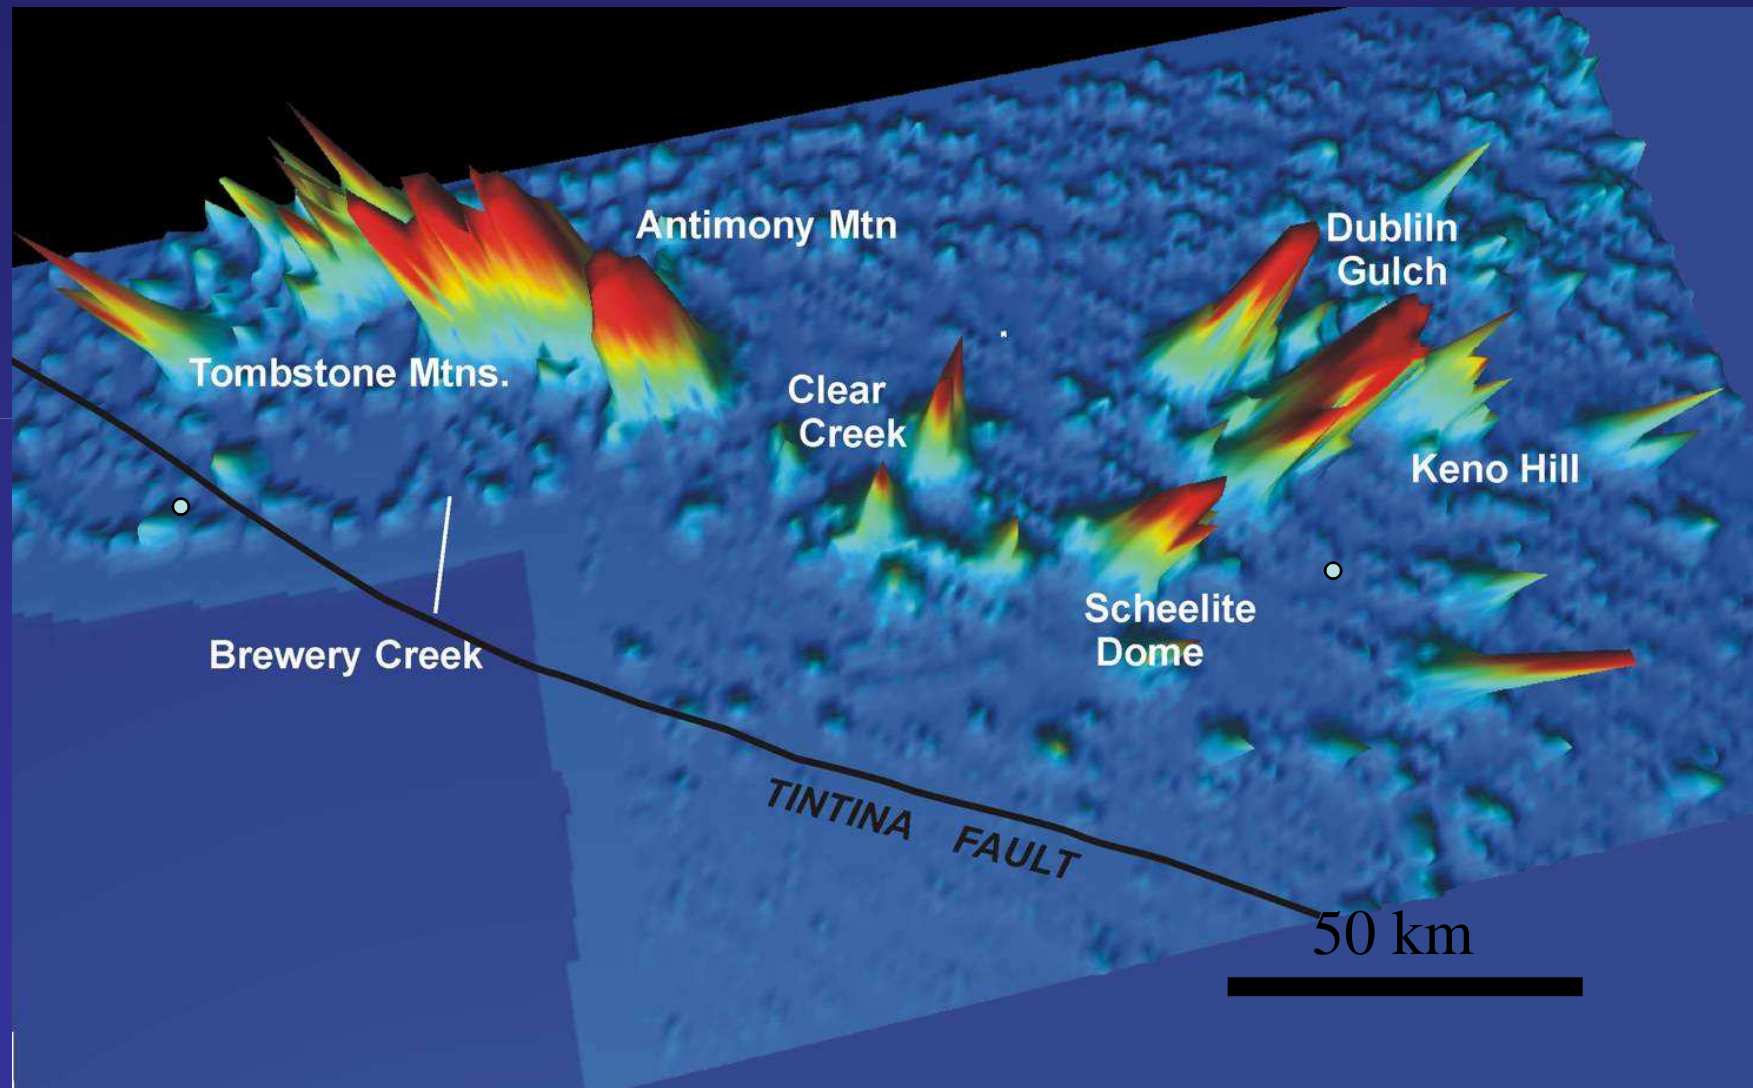 Antimony Mtn
Dubliln
Gulch
Tombstone Mtns.
Clear
Creek
Keno Hill
Scheelite
Dome
Brewery Creek
TINTINA FAULT
50 km